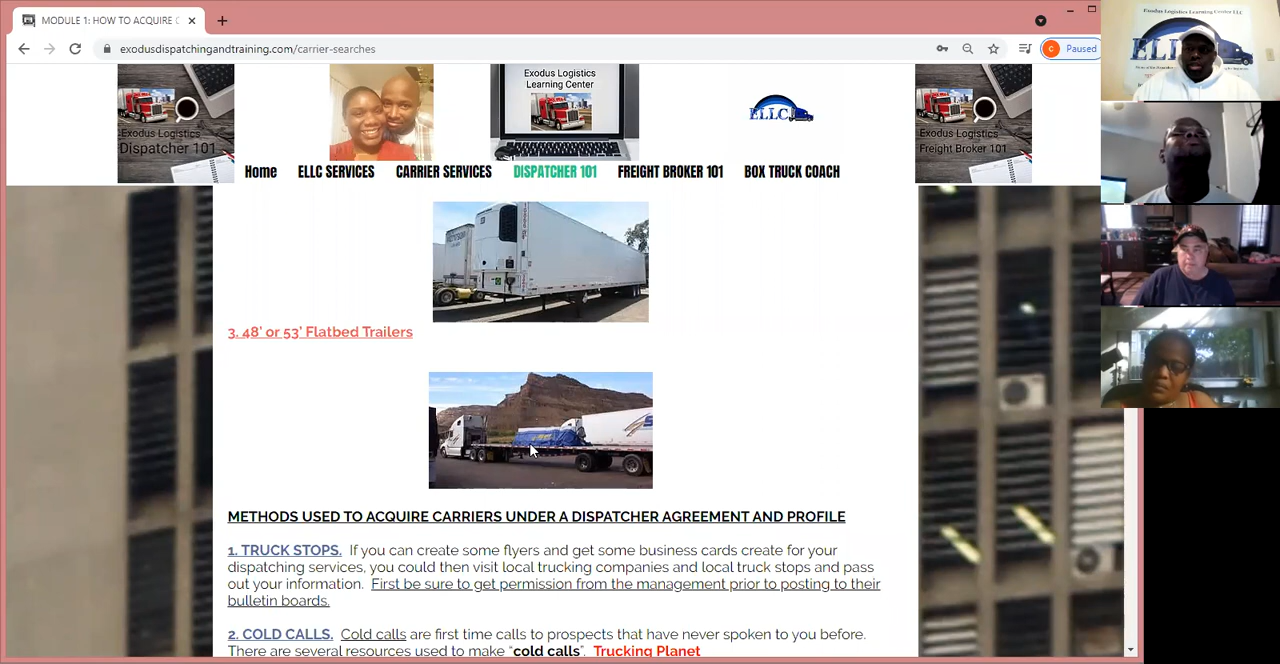 MODULE 1: HOW TO ACQUIRE C
exodusdispatchingandtraining.com/carrier-searches
C Paused
Exodus Logistics
Dispatcher 101
Exodus Logistics
Learning Center
ELLC
Exodus Logistics
Freight Broker 101
Home ELLC SERVICES CARRIER SERVICES DISPATCHER 101 FREIGHT BROKER 101 BOX TRUCK COACH
3. 48' or 53' Flatbed Trailers
METHODS USED TO ACQUIRE CARRIERS UNDER A DISPATCHER AGREEMENT AND PROFILE
1. TRUCK STOPS. If you can create some flyers and get some business cards create for your
dispatching services, you could then visit local trucking companies and local truck stops and pass
out your information. First be sure to get permission from the management prior to posting to their
bulletin boards.
2. COLD CALLS. Cold calls are first time calls to prospects that have never spoken to you before.
There are several resources used to make "cold calls". Trucking Planet
Exodus Logistics Learning Center LLC
ELLC